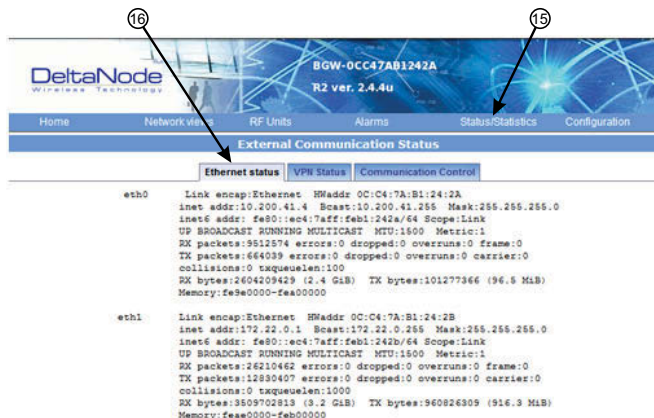 16 15
DeltaNode
Wireless Technology
BGW-0CC47AB1242A
R2 ver. 2.4.4u
Home Network views RF Units Alarms Status/Statistics Configuration
External Communication Status
Ethernet status VPN Status Communication Control
eth0 Link encap:Ethernet HWaddr 0C:C4:7A:B1:24:2A
inet addr:10.200.41.4 Bcast:10.200.41.255 Mask:255.255.255.0
inet6 addr: fe80::ec4:7aff:feb1:242a/64 Scope:Link
UP BROADCAST RUNNING MULTICAST MTU:1500 Metric:1
RX packets:9512574 errors:0 dropped:0 overruns:0 frame:0
TX packets:664039 errors:0 dropped:0 overruns:0 carrier:0
collisions:0 txqueuelen:100
RX bytes:2604209429 (2.4 GiB) TX bytes:101277366 (96.5 MiB)
Memory:fe9e0000-fea00000
eth1 Link encap:Ethernet HWaddr 0C:C4:7A:B1:24:2B
inet addr:172.22.0.1 Bcast:172.22.0.255 Mask:255.255.255.0
inet6 addr: fe80::ec4:7aff:feb1:242b/64 Scope:Link
UP BROADCAST RUNNING MULTICAST MTU:1500 Metric:1
RX packets:26210462 errors:0 dropped:0 overruns:0 frame:0
TX packets:12830407 errors:0 dropped:0 overruns:0 carrier:0
collisions:0 txqueuelen:1000
RX bytes:3509702813 (3.2 GiB) TX bytes:960826309 (916.3 MiB)
Memory:feae0000-feb00000